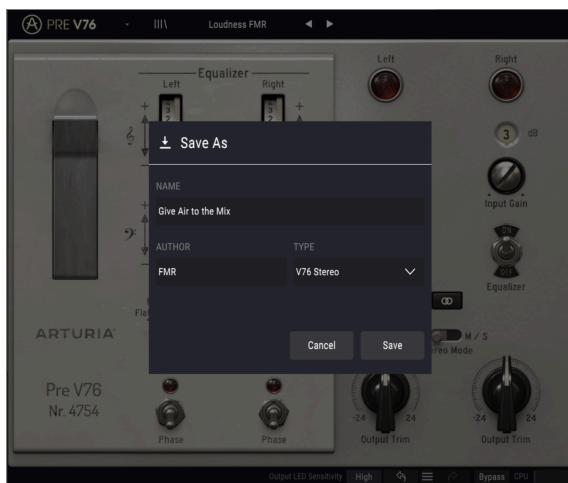 PRE V76
Loudness FMR
Equalizer
Left
Right
Left
Right
+
3
2
3
2
+
3
dB
Input Gain
ON
OFF
Equalizer
Save As
NAME
Give Air to the Mix
AUTHOR
TYPE
FMR
V76 Stereo
Cancel
Save
+
Flat
M / S
reo Mode
ARTURIA
Pre V76
Nr. 4754
Phase
Phase
-24
24
-24
24
Output Trim
Output Trim
Output LED Sensitivity
High
Bypass
CPU